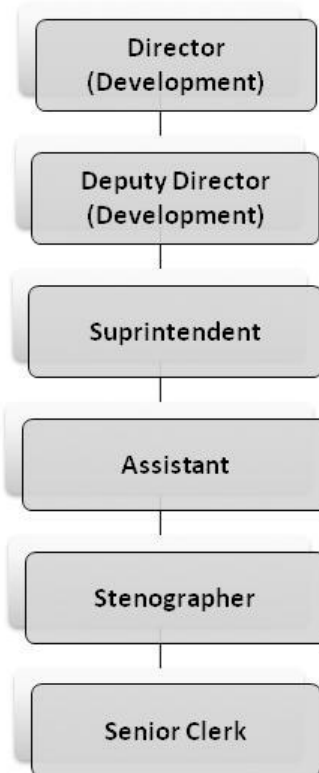 Director
(Development)
Deputy Director
(Development)
Suprintendent
Assistant
Stenographer
Senior Clerk